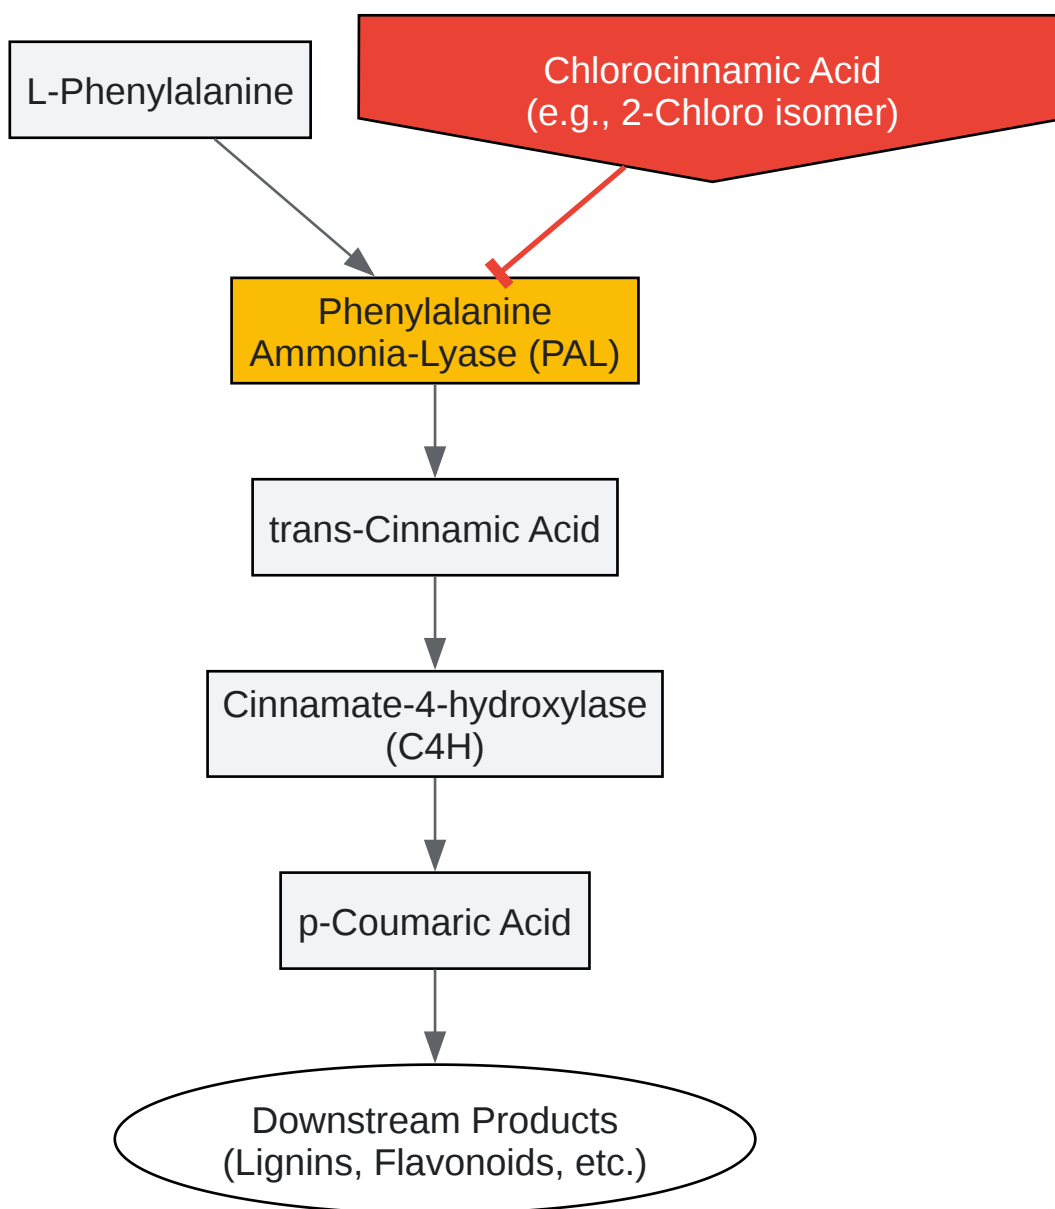 L-Phenylalanine
Chlorocinnamic Acid
(e.g., 2-Chloro isomer)
Phenylalanine
Ammonia-Lyase (PAL)
trans-Cinnamic Acid
Cinnamate-4-hydroxylase
(C4H)
p-Coumaric Acid
Downstream Products
(Lignins, Flavonoids, etc.)